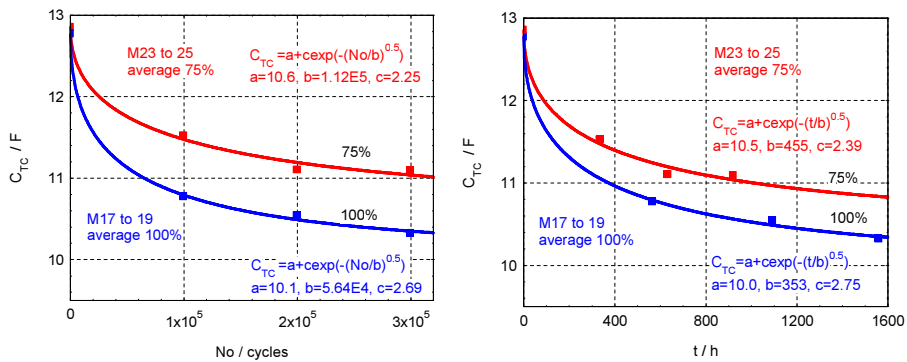 13
12
11
10
C_TC / F
M23 to 25
average 75%
C_TC =a+cexp(-(No/b)^0.5)
a=10.6, b=1.12E5, c=2.25
75%
100%
M17 to 19
average 100%
C_TC=a+cexp(-(No/b)^0.5)
a=10.1, b=5.64E4, c=2.69
0
1x10^5
2x10^5
3x10^5
No / cycles
13
12
11
10
C_TC / F
M23 to 25
average 75%
C_TC=a+cexp(-(t/b)^0.5)
a=10.5, b=455, c=2.39
75%
100%
M17 to 19
average 100%
C_TC=a+cexp(-(t/b)^0.5)
a=10.0, b=353, c=2.75
0
400
800
1200
1600
t / h